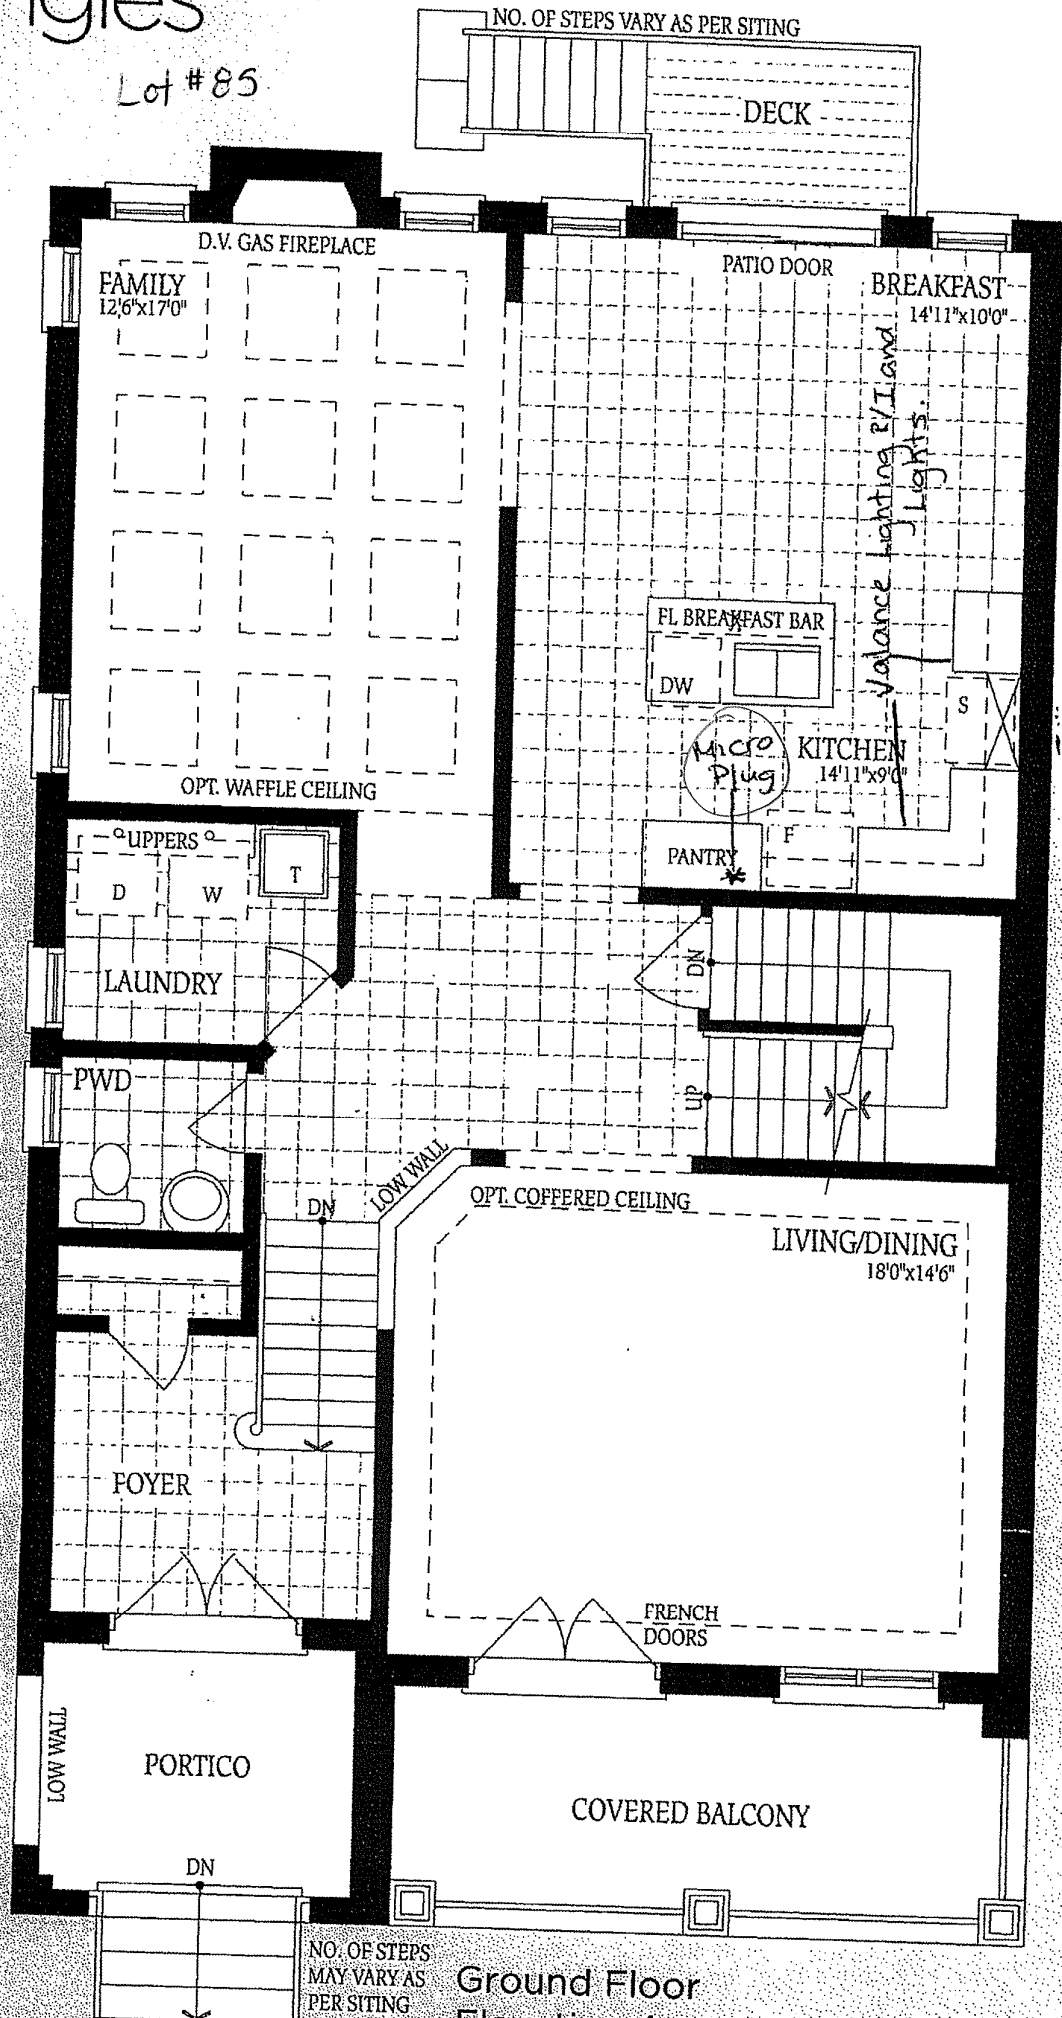 Lot #85
NO. OF STEPS VARY AS PER SITING
DECK
D.V. GAS FIREPLACE
FAMILY
12'6"x17'0"
PATIO DOOR
BREAKFAST
14'11"x10'0"
Valance Lighting R/I and
Lights.
FL BREAKFAST BAR
DW
S
Micro
Plug
KITCHEN
14'11"x9'0"
OPT. WAFFLE CEILING
PANTRY
F
UPPERS
D
W
T
LAUNDRY
DN
PWD
UP
LOW WALL
DN
OPT. COFFERED CEILING
LIVING/DINING
18'0"x14'6"
FOYER
FRENCH
DOORS
LOW WALL
PORTICO
COVERED BALCONY
DN
NO. OF STEPS
MAY VARY AS
PER SITING
Ground Floor